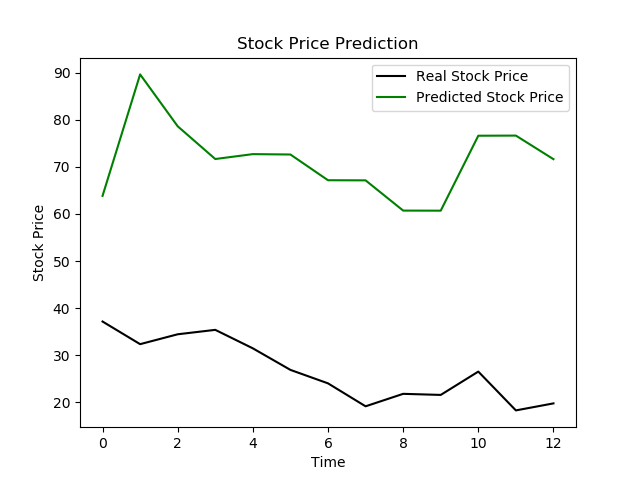 Stock Price Prediction
Real Stock Price
Predicted Stock Price
90
80
70
60
50
40
30
20
Stock Price
0 2 4 6 8 10 12
Time